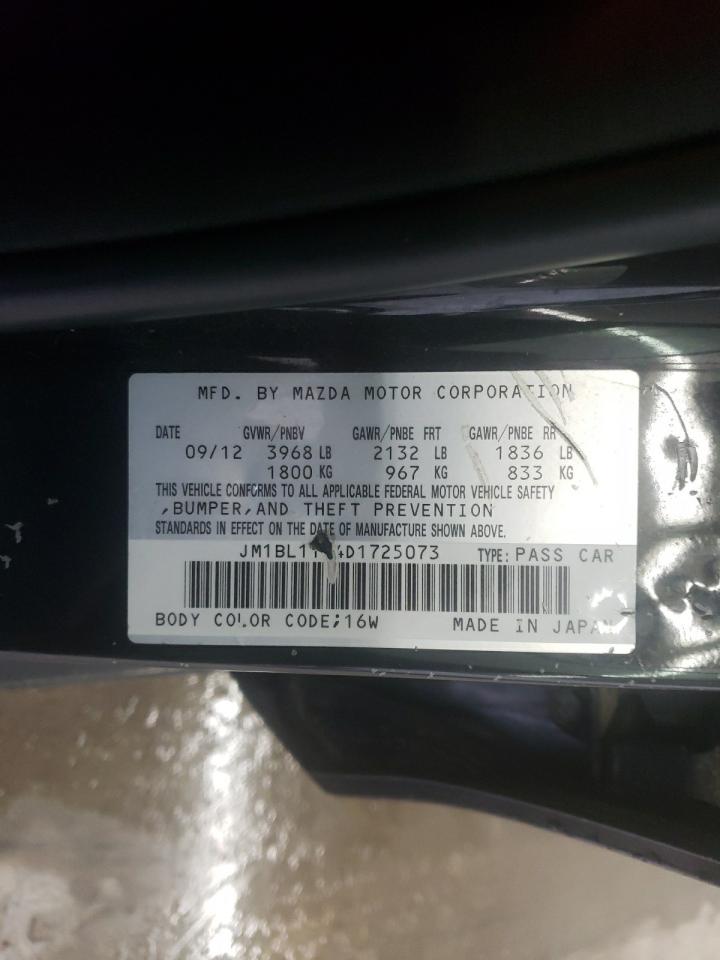 MFD. BY MAZDA MOTOR CORPORATION
DATE GVWR/PNBV GAWR/PNBE FRT GAWR/PNBE RR
09/12 3968 LB 2132 LB 1836 LB
1800 KG 967 KG 833 KG
THIS VEHICLE CONFORMS TO ALL APPLICABLE FEDERAL MOTOR VEHICLE SAFETY
,BUMPER,AND THEFT PREVENTION
STANDARDS IN EFFECT ON THE DATE OF MANUFACTURE SHOWN ABOVE.
TYPE: PASS CAR
BODY COLOR CODE;16W MADE IN JAPAN